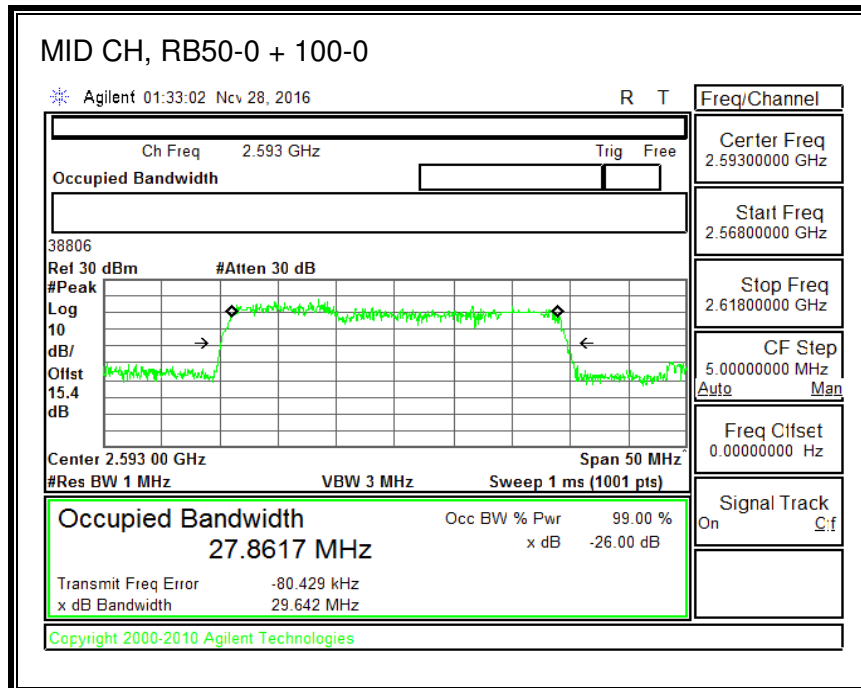 MID CH, RB50-0 + 100-0
Agilent 01:33:02 Nov 28, 2016 R T
Freq/Channel
Ch Freq 2.593 GHz Trig Free
Occupied Bandwidth
Center Freq
2.59300000 GHz
Start Freq
2.56800000 GHz
Stop Freq
2.61800000 GHz
CF Step
5.00000000 MHz
Auto Man
Freq Offset
0.00000000 Hz
Signal Track
On Off
38806
Ref 30 dBm #Atten 30 dB
#Peak
Log
10
dB/
Offst
15.4
dB
Center 2.593 00 GHz Span 50 MHz
#Res BW 1 MHz VBW 3 MHz Sweep 1 ms (1001 pts)
Occupied Bandwidth Occ BW % Pwr 99.00 %
27.8617 MHz x dB -26.00 dB
Transmit Freq Error -80.429 kHz
x dB Bandwidth 29.642 MHz
Copyright 2000-2010 Agilent Technologies